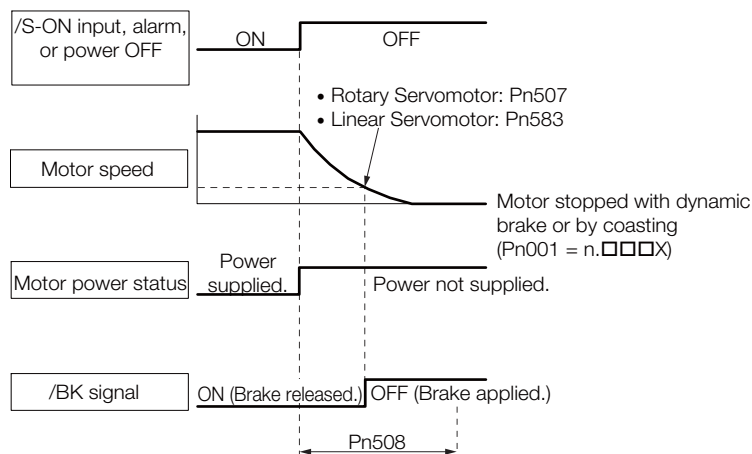 /S-ON input, alarm,
or power OFF
ON
OFF
• Rotary Servomotor: Pn507
• Linear Servomotor: Pn583
Motor speed
Motor stopped with dynamic
brake or by coasting
(Pn001 = n.□□□X)
Motor power status
Power
supplied.
Power not supplied.
/BK signal
ON (Brake released.)
OFF (Brake applied.)
Pn508